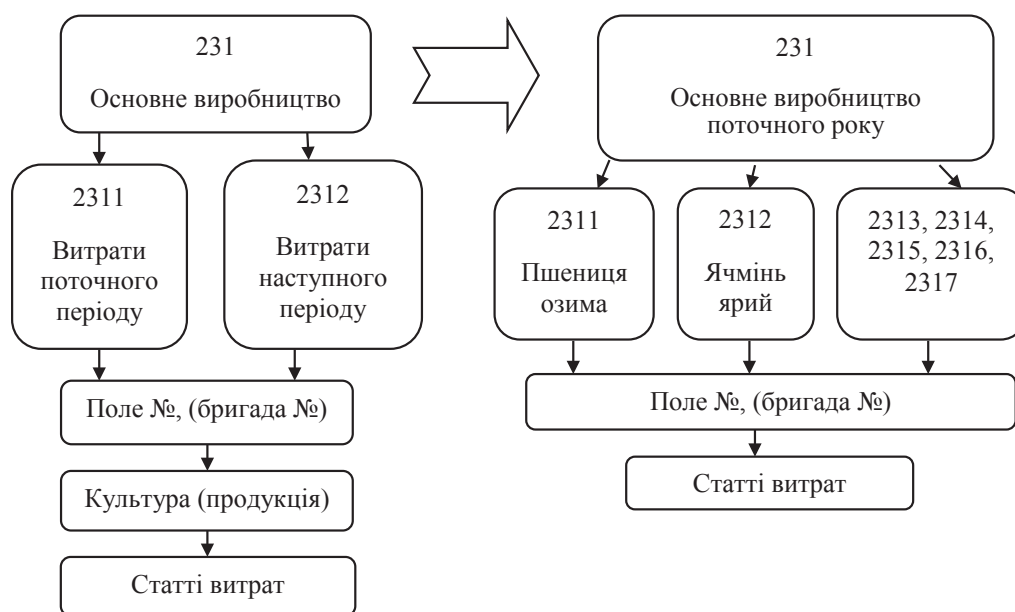 231
Основне виробництво
2311
Витрати
поточного
періоду
2312
Витрати
наступного
періоду
Поле №, (бригада №)
Культура (продукція)
Статті витрат
231
Основне виробництво
поточного року
2311
Пшениця
озима
2312
Ячмінь
ярий
2313, 2314,
2315, 2316,
2317
Поле №, (бригада №)
Статті витрат